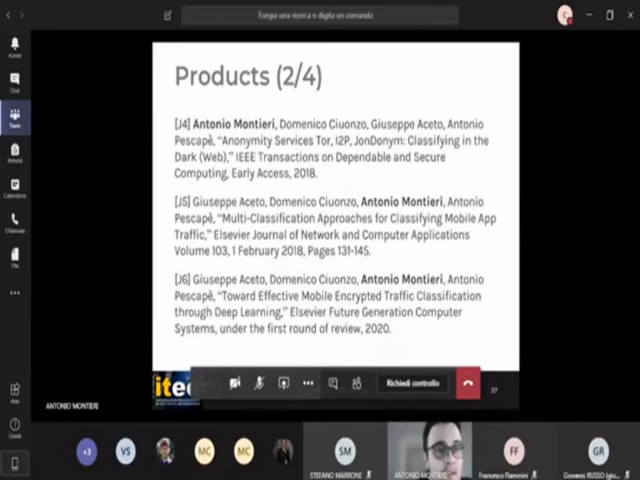 Esegui una ricerca o digita un comando
C
Products (2/4)
[J4] Antonio Montieri, Domenico Ciuonzo, Giuseppe Aceto, Antonio
Pescapè, “Anonymity Services Tor, I2P, JonDonym: Classifying in the
Dark (Web),” IEEE Transactions on Dependable and Secure
Computing, Early Access, 2018.
[J5] Giuseppe Aceto, Domenico Ciuonzo, Antonio Montieri, Antonio
Pescapè, “Multi-Classification Approaches for Classifying Mobile App
Traffic,” Elsevier Journal of Network and Computer Applications
Volume 103, 1 February 2018, Pages 131-145.
[J6] Giuseppe Aceto, Domenico Ciuonzo, Antonio Montieri, Antonio
Pescapè, “Toward Effective Mobile Encrypted Traffic Classification
through Deep Learning,” Elsevier Future Generation Computer
Systems, under the first round of review, 2020.
Chat
Team
Attività
Calendario
Chiamate
File
App
itee
Richiedi controllo
37
ANTONIO MONTIERI
+3
VS
MC
MC
SM
FF
GR
STEFANO MARRONE
ANTONIO MONTIERI
Francesco Flammini
Giovanni RUSSO